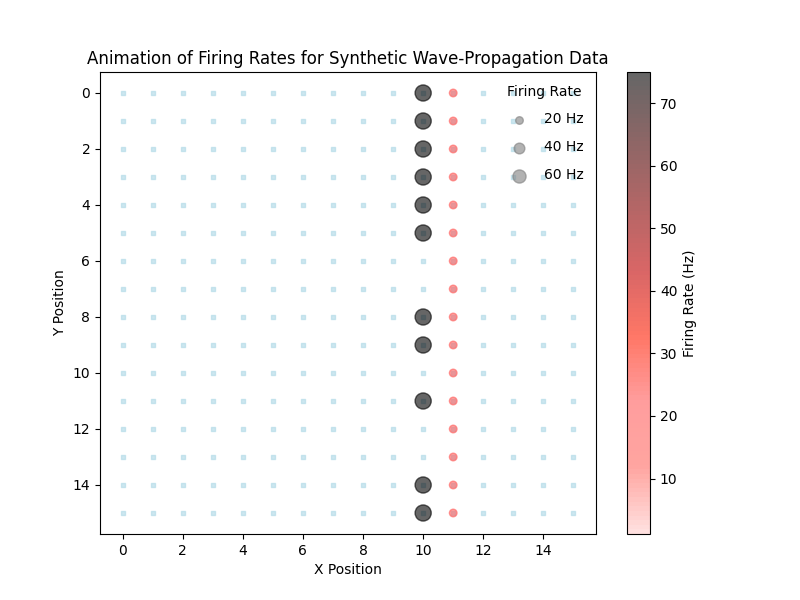 Animation of Firing Rates for Synthetic Wave-Propagation Data
Firing Rate
20 Hz
40 Hz
60 Hz
0
2
4
6
8
10
12
14
Y Position
0 2 4 6 8 10 12 14
X Position
70
60
50
40
30
20
10
Firing Rate (Hz)